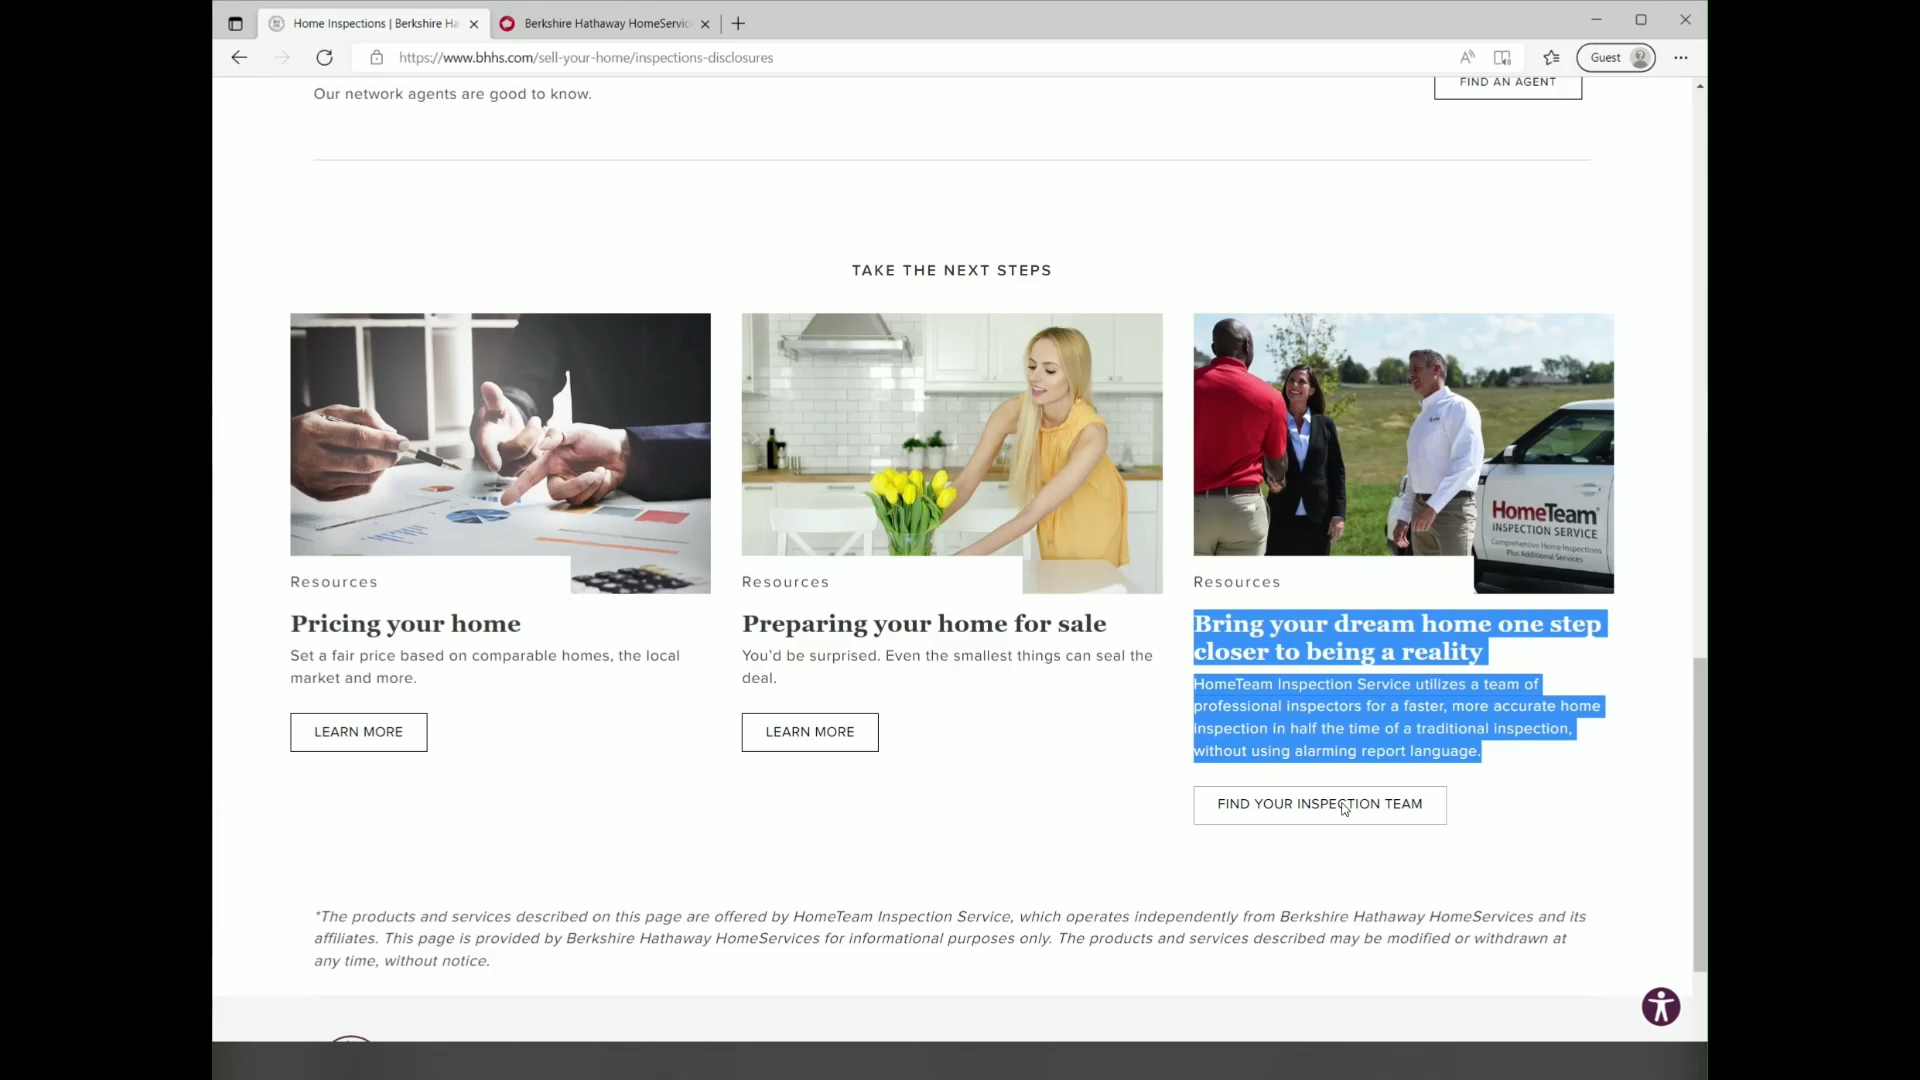 Home Inspections | Berkshire Ha
Berkshire Hathaway HomeServic
https://www.bhhs.com/sell-your-home/inspections-disclosures
Guest
Our network agents are good to know.
FIND AN AGENT
TAKE THE NEXT STEPS
HomeTeam
INSPECTION SERVICE
Comprehensive Home Inspections
Plus Additional Services
Resources
Pricing your home
Set a fair price based on comparable homes, the local
market and more.
LEARN MORE
Resources
Preparing your home for sale
You'd be surprised. Even the smallest things can seal the
deal.
LEARN MORE
Resources
Bring your dream home one step
closer to being a reality
HomeTeam Inspection Service utilizes a team of
professional inspectors for a faster, more accurate home
inspection in half the time of a traditional inspection,
without using alarming report language.
FIND YOUR INSPECTION TEAM
*The products and services described on this page are offered by HomeTeam Inspection Service, which operates independently from Berkshire Hathaway HomeServices and its
affiliates. This page is provided by Berkshire Hathaway HomeServices for informational purposes only. The products and services described may be modified or withdrawn at
any time, without notice.